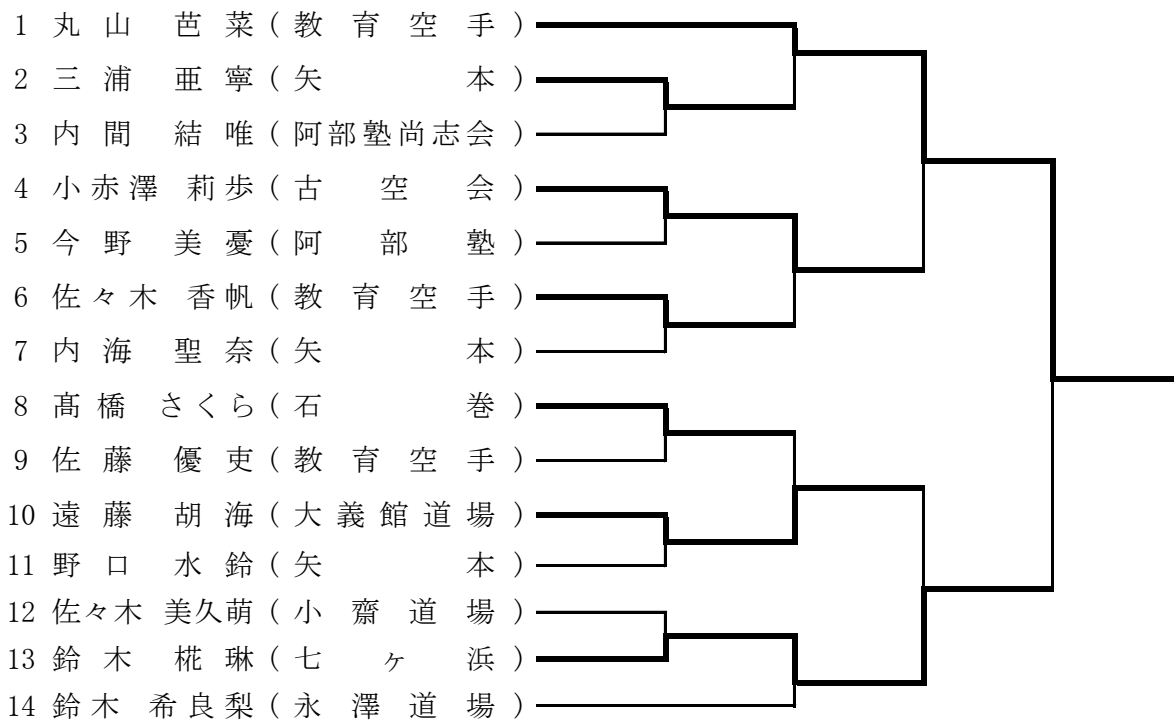 1 丸山 芭菜(教育空手)
2 三浦 亜寧(矢本)
3 内間 結唯(阿部塾尚志会)
4 小赤澤 莉歩(古空会)
5 今野 美憂(阿部塾)
6 佐々木 香帆(教育空手)
7 内海 聖奈(矢本)
8 髙橋 さくら(石巻)
9 佐藤 優吏(教育空手)
10 遠藤 胡海(大義館道場)
11 野口 水鈴(矢本)
12 佐々木 美久萌(小齋道場)
13 鈴木 椛琳(七ヶ浜)
14 鈴木 希良梨(永澤道場)